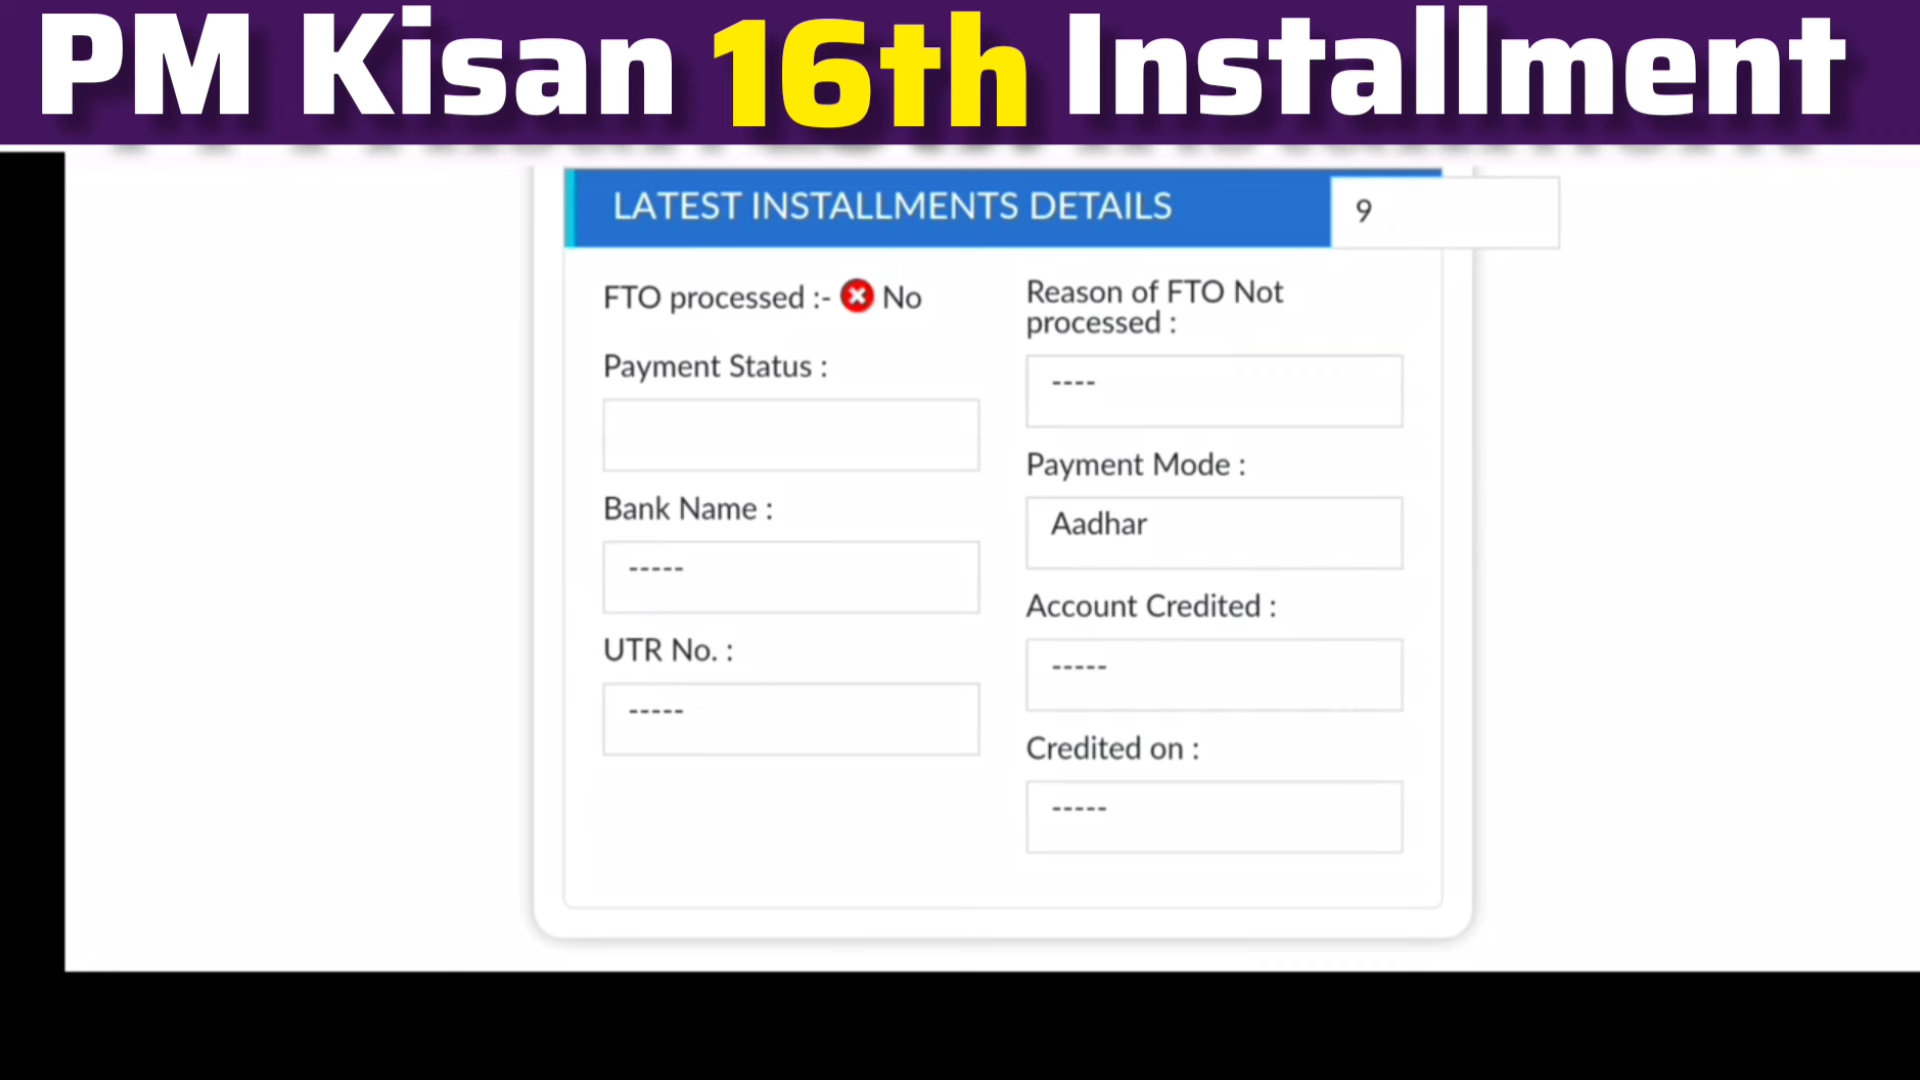 PM Kisan 16th Installment
LATEST INSTALLMENTS DETAILS
9
FTO processed :- No
Payment Status :
Bank Name :
-----
UTR No. :
-----
Reason of FTO Not
processed :
----
Payment Mode :
Aadhar
Account Credited :
-----
Credited on :
-----